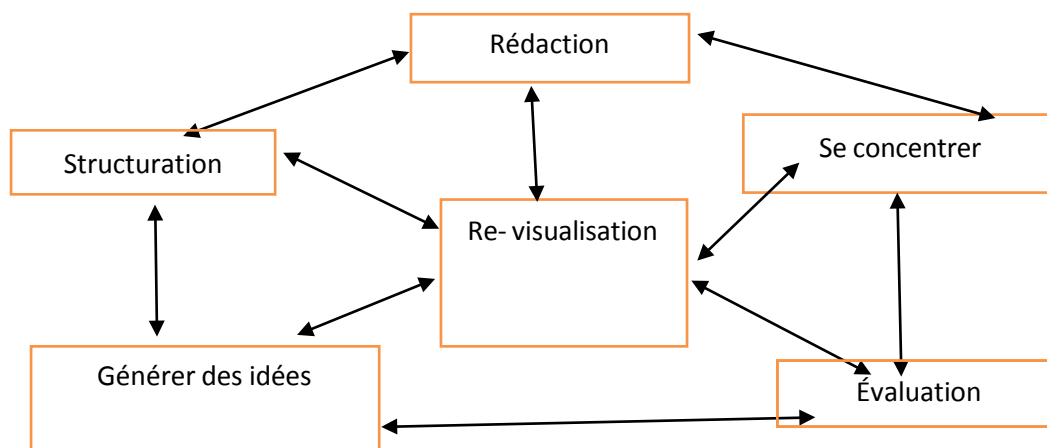 Rédaction
Se concentrer
Structuration
Re- visualisation
Générer des idées
Évaluation